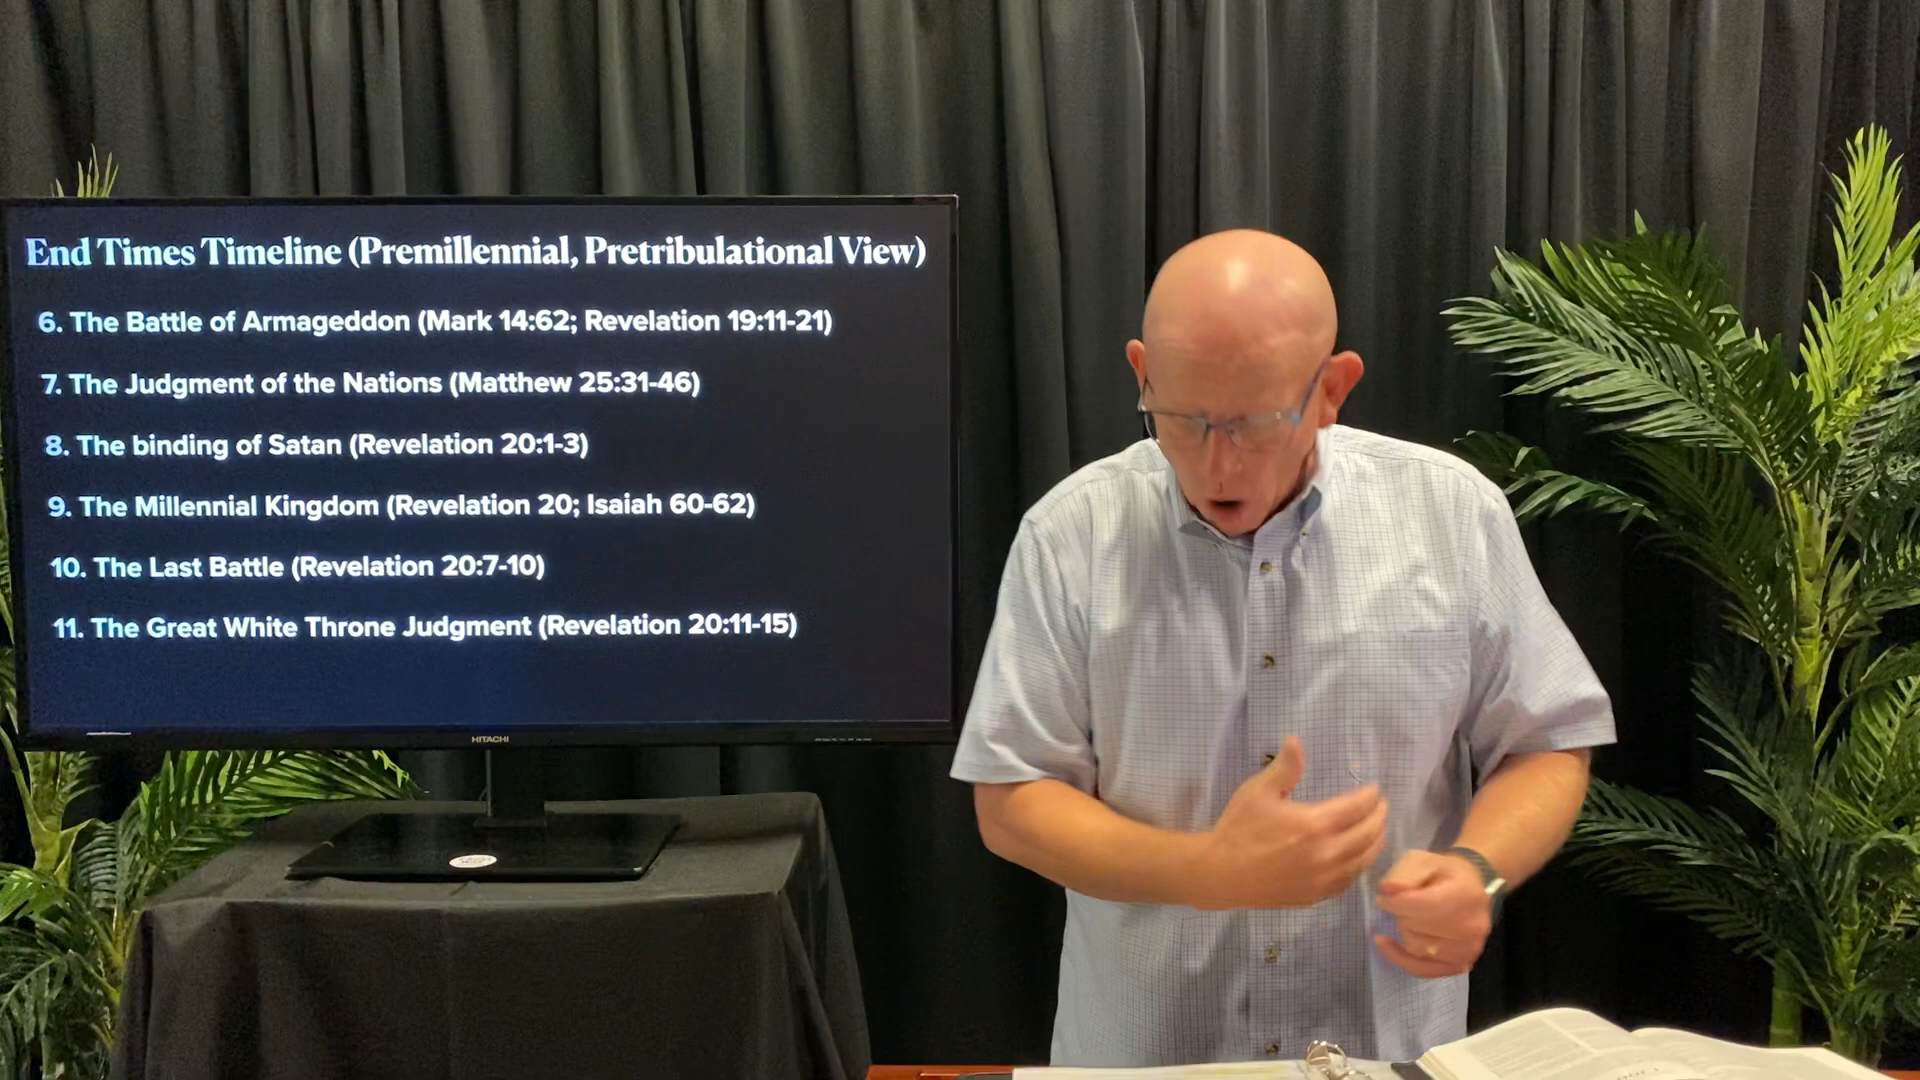 End Times Timeline (Premillennial, Pretribulational View)
6. The Battle of Armageddon (Mark 14:62; Revelation 19:11-21)
7. The Judgment of the Nations (Matthew 25:31-46)
8. The binding of Satan (Revelation 20:1-3)
9. The Millennial Kingdom (Revelation 20; Isaiah 60-62)
10. The Last Battle (Revelation 20:7-10)
11. The Great White Throne Judgment (Revelation 20:11-15)
HITACHI